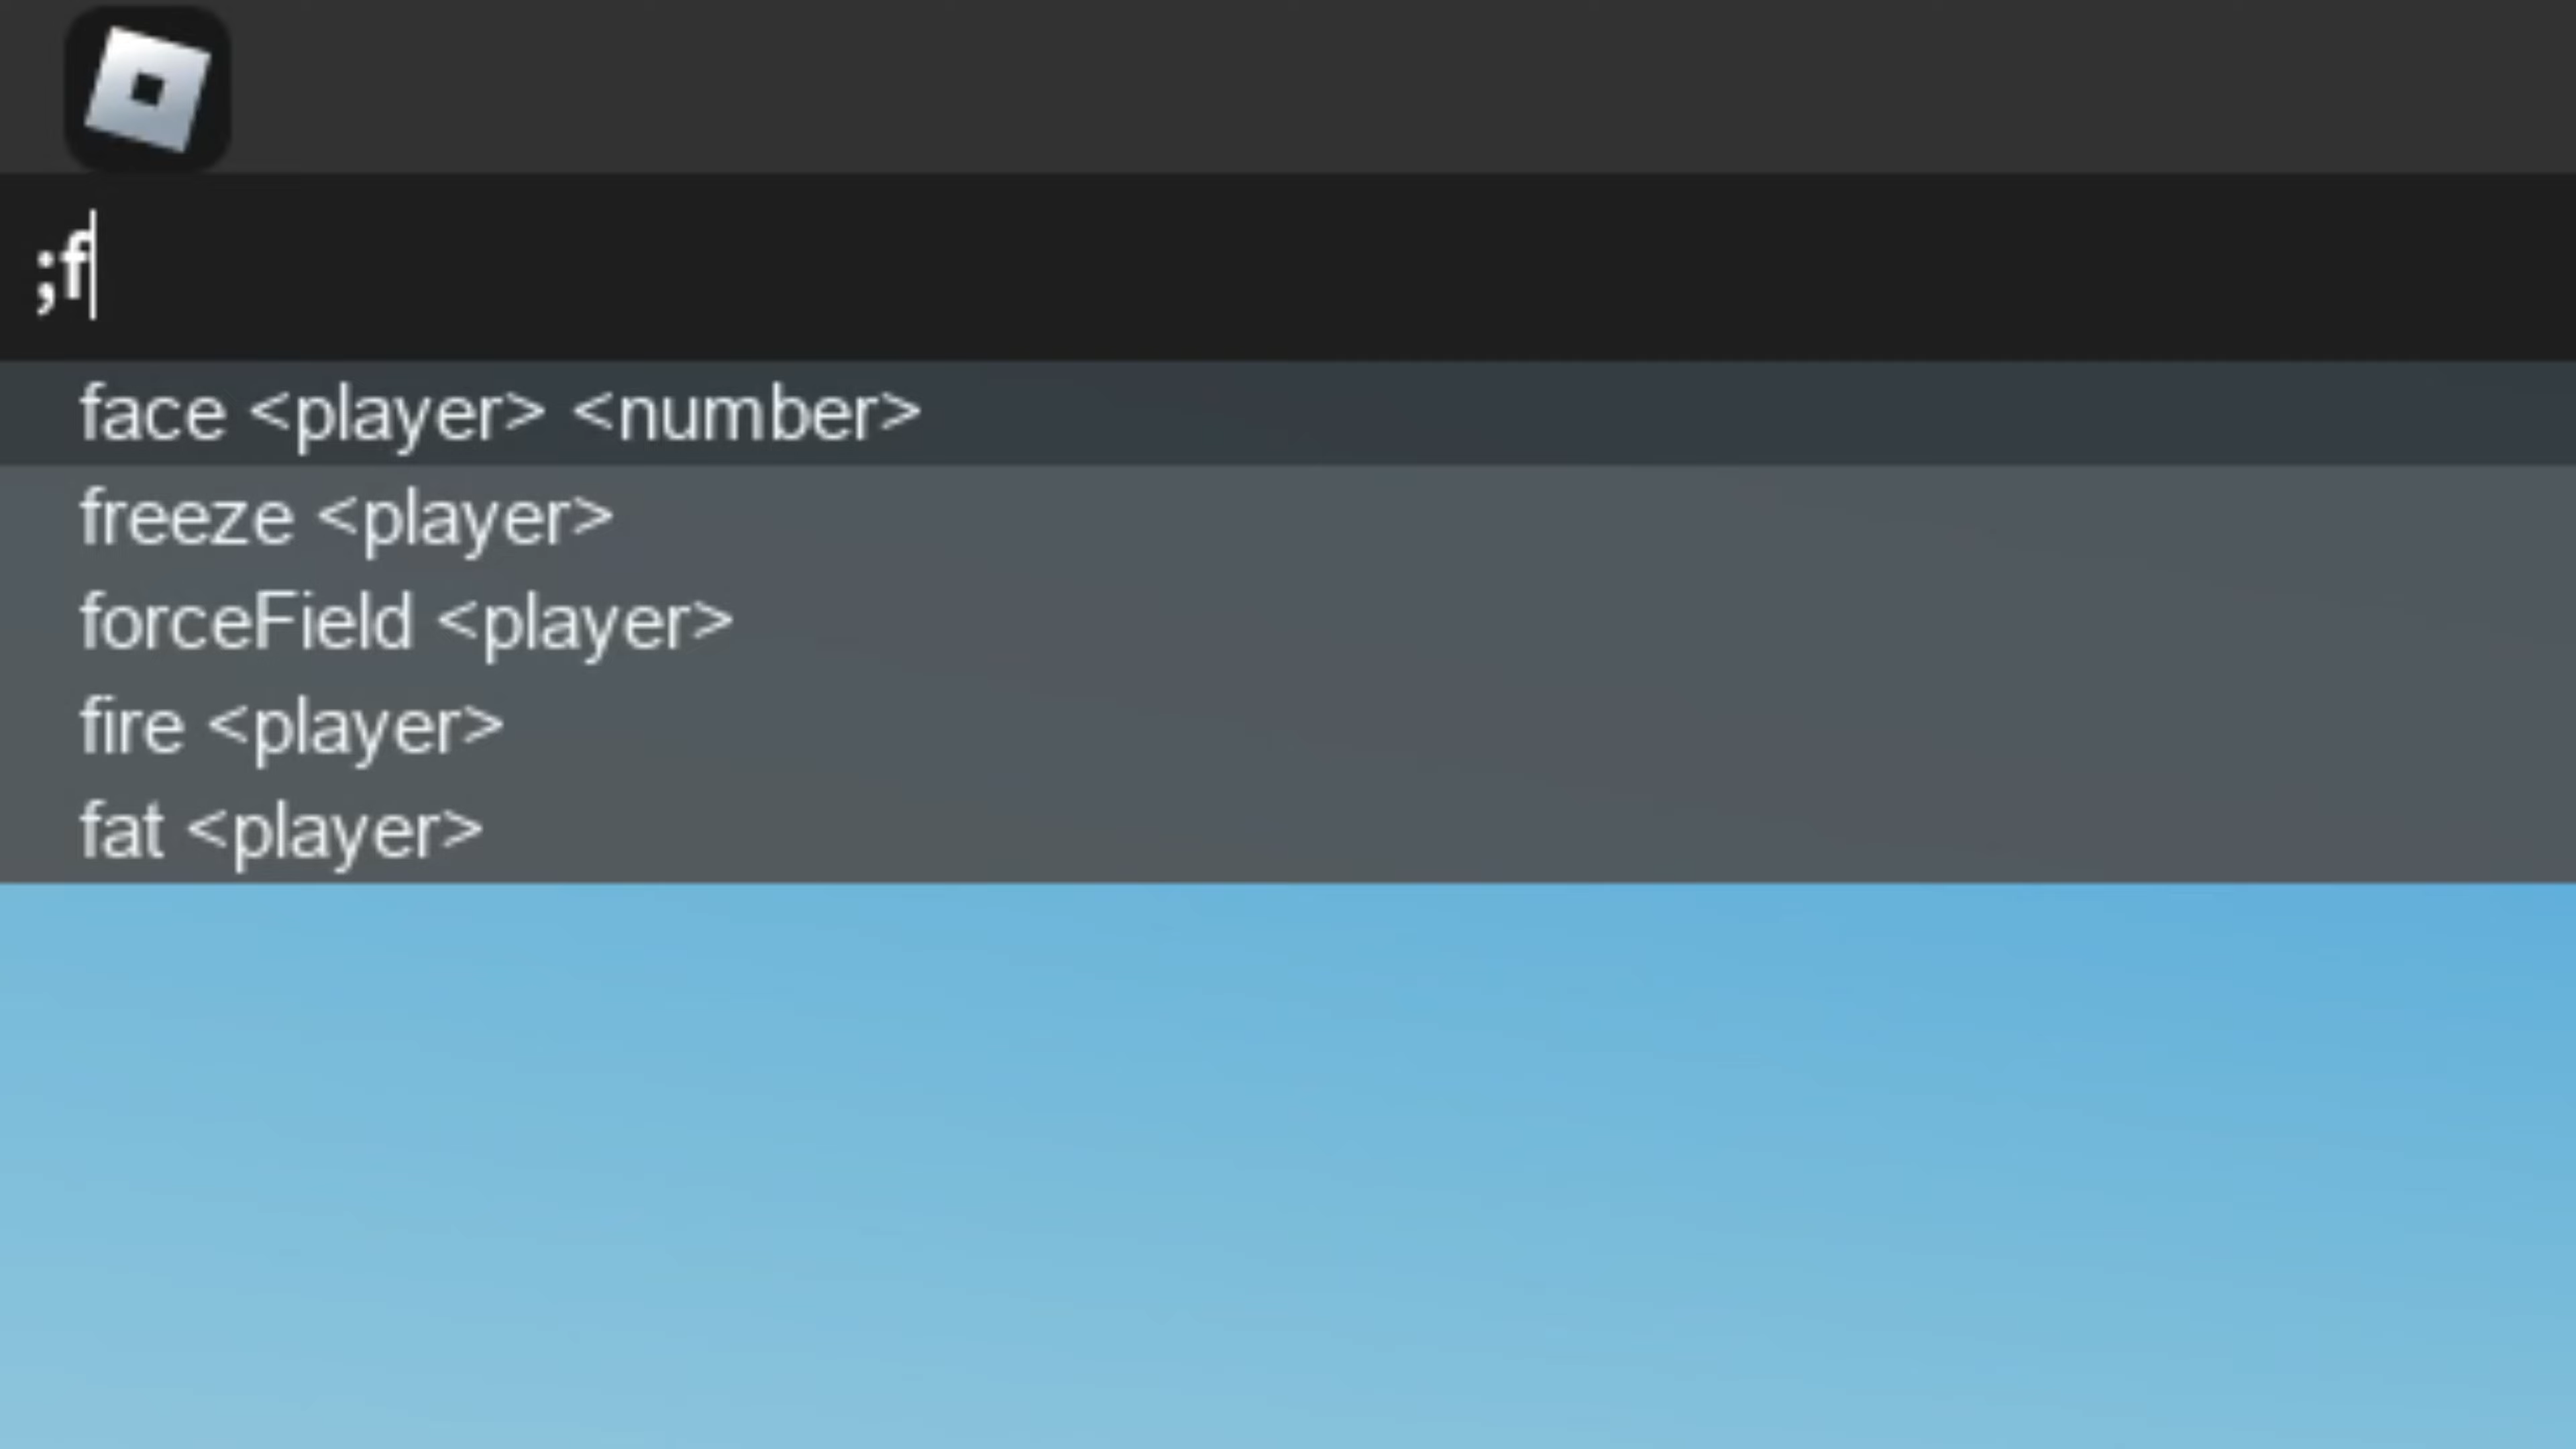 ;f
face <player> <number>
freeze <player>
forceField <player>
fire <player>
fat <player>